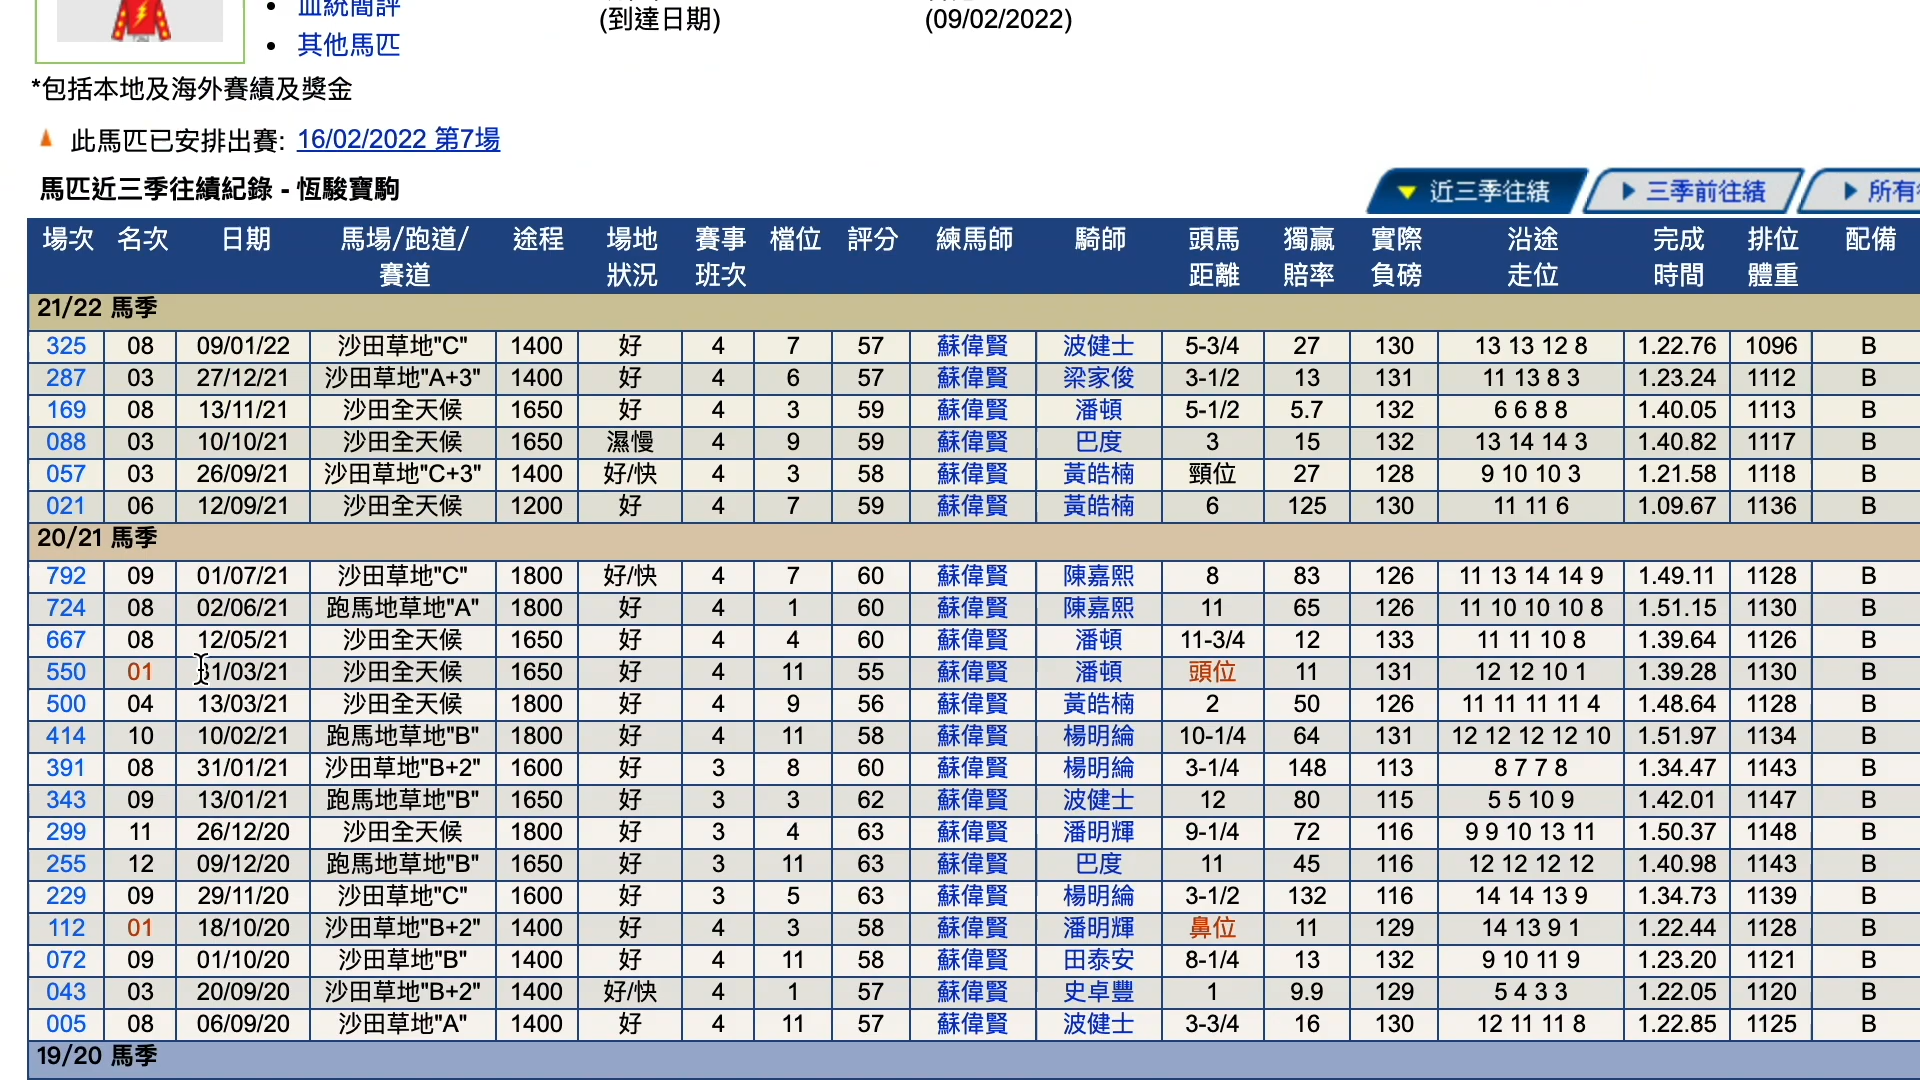 血統簡評
其他馬匹
(到達日期)
(09/02/2022)
*包括本地及海外賽績及獎金
此馬匹已安排出賽: 16/02/2022 第7場
馬匹近三季往績紀錄 - 恆駿寶駒
近三季往績 三季前往績 所有
場次 名次 日期 馬場/跑道/賽道 途程 場地狀況 賽事班次 檔位 評分 練馬師 騎師 頭馬距離 獨贏賠率 實際負磅 沿途走位 完成時間 排位體重 配備
21/22 馬季
325 08 09/01/22 沙田草地"C" 1400 好 4 7 57 蘇偉賢 波健士 5-3/4 27 130 13 13 12 8 1.22.76 1096 B
287 03 27/12/21 沙田草地"A+3" 1400 好 4 6 57 蘇偉賢 梁家俊 3-1/2 13 131 11 13 8 3 1.23.24 1112 B
169 08 13/11/21 沙田全天候 1650 好 4 3 59 蘇偉賢 潘頓 5-1/2 5.7 132 6 6 8 8 1.40.05 1113 B
088 03 10/10/21 沙田全天候 1650 濕慢 4 9 59 蘇偉賢 巴度 3 15 132 13 14 14 3 1.40.82 1117 B
057 03 26/09/21 沙田草地"C+3" 1400 好/快 4 3 58 蘇偉賢 黃皓楠 頸位 27 128 9 10 10 3 1.21.58 1118 B
021 06 12/09/21 沙田全天候 1200 好 4 7 59 蘇偉賢 黃皓楠 6 125 130 11 11 6 1.09.67 1136 B
20/21 馬季
792 09 01/07/21 沙田草地"C" 1800 好/快 4 7 60 蘇偉賢 陳嘉熙 8 83 126 11 13 14 14 9 1.49.11 1128 B
724 08 02/06/21 跑馬地草地"A" 1800 好 4 1 60 蘇偉賢 陳嘉熙 11 65 126 11 10 10 10 8 1.51.15 1130 B
667 08 12/05/21 沙田全天候 1650 好 4 4 60 蘇偉賢 潘頓 11-3/4 12 133 11 11 10 8 1.39.64 1126 B
550 01 31/03/21 沙田全天候 1650 好 4 11 55 蘇偉賢 潘頓 頭位 11 131 12 12 10 1 1.39.28 1130 B
500 04 13/03/21 沙田全天候 1800 好 4 9 56 蘇偉賢 黃皓楠 2 50 126 11 11 11 11 4 1.48.64 1128 B
414 10 10/02/21 跑馬地草地"B" 1800 好 4 11 58 蘇偉賢 楊明綸 10-1/4 64 131 12 12 12 12 10 1.51.97 1134 B
391 08 31/01/21 沙田草地"B+2" 1600 好 3 8 60 蘇偉賢 楊明綸 3-1/4 148 113 8 7 7 8 1.34.47 1143 B
343 09 13/01/21 跑馬地草地"B" 1650 好 3 3 62 蘇偉賢 波健士 12 80 115 5 5 10 9 1.42.01 1147 B
299 11 26/12/20 沙田全天候 1800 好 3 4 63 蘇偉賢 潘明輝 9-1/4 72 116 9 9 10 13 11 1.50.37 1148 B
255 12 09/12/20 跑馬地草地"B" 1650 好 3 11 63 蘇偉賢 巴度 11 45 116 12 12 12 12 1.40.98 1143 B
229 09 29/11/20 沙田草地"C" 1600 好 3 5 63 蘇偉賢 楊明綸 3-1/2 132 116 14 14 13 9 1.34.73 1139 B
112 01 18/10/20 沙田草地"B+2" 1400 好 4 3 58 蘇偉賢 潘明輝 鼻位 11 129 14 13 9 1 1.22.44 1128 B
072 09 01/10/20 沙田草地"B" 1400 好 4 11 58 蘇偉賢 田泰安 8-1/4 13 132 9 10 11 9 1.23.20 1121 B
043 03 20/09/20 沙田草地"B+2" 1400 好/快 4 1 57 蘇偉賢 史卓豐 1 9.9 129 5 4 3 3 1.22.05 1120 B
005 08 06/09/20 沙田草地"A" 1400 好 4 11 57 蘇偉賢 波健士 3-3/4 16 130 12 11 11 8 1.22.85 1125 B
19/20 馬季